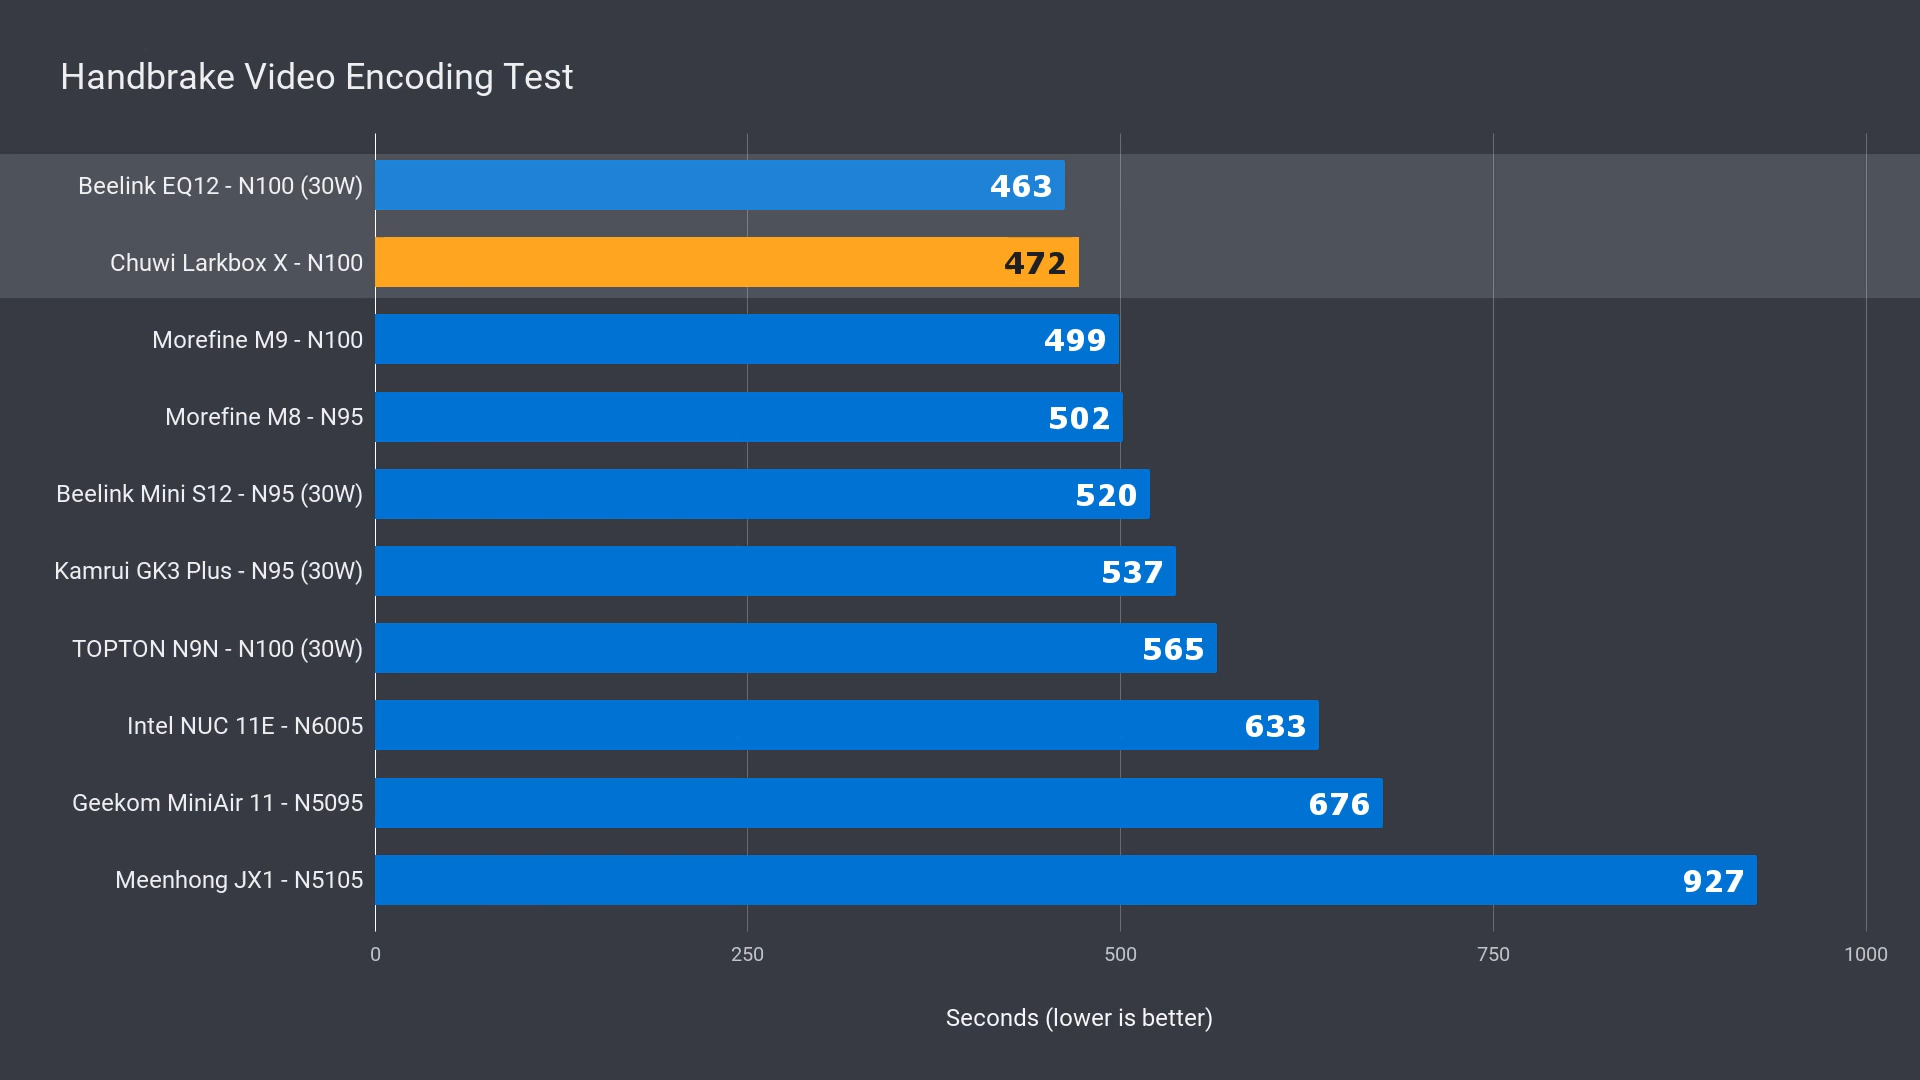 Handbrake Video Encoding Test
Beelink EQ12 - N100 (30W) 463
Chuwi Larkbox X - N100 472
Morefine M9 - N100 499
Morefine M8 - N95 502
Beelink Mini S12 - N95 (30W) 520
Kamrui GK3 Plus - N95 (30W) 537
TOPTON N9N - N100 (30W) 565
Intel NUC 11E - N6005 633
Geekom MiniAir 11 - N5095 676
Meenhong JX1 - N5105 927
0 250 500 750 1000
Seconds (lower is better)